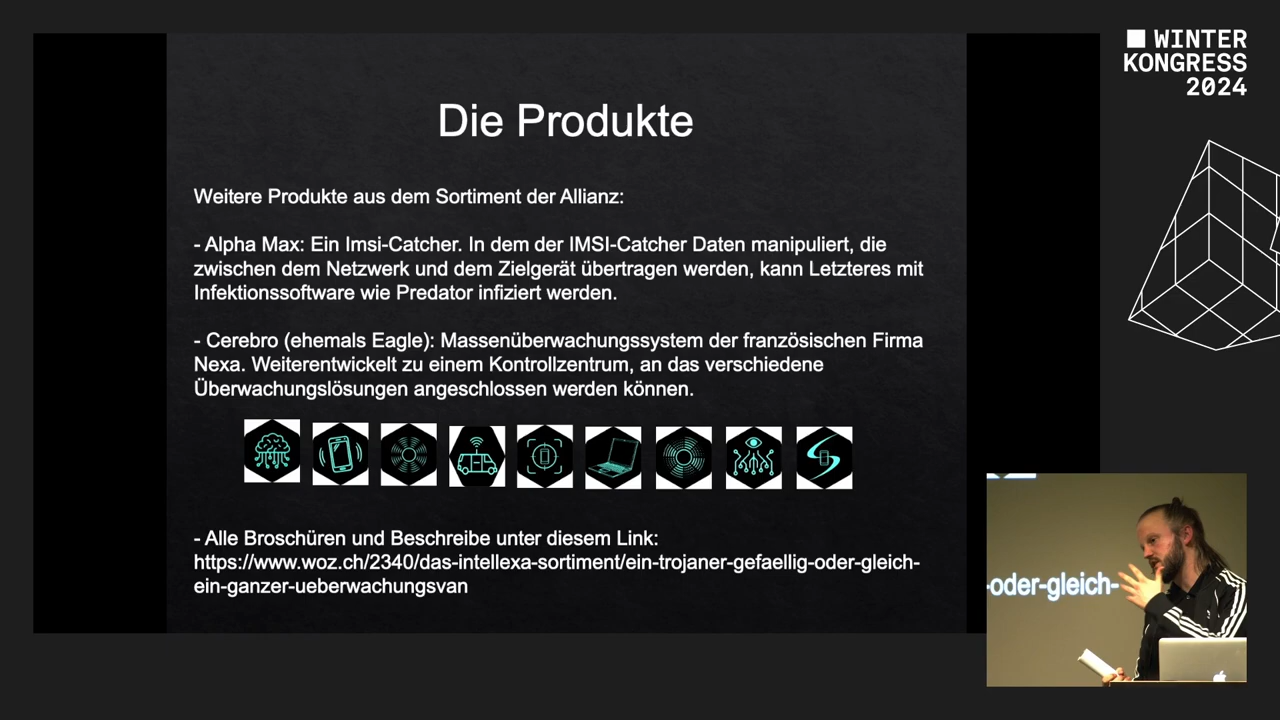 WINTER
KONGRESS
2024
Die Produkte
Weitere Produkte aus dem Sortiment der Allianz:
- Alpha Max: Ein Imsi-Catcher. In dem der IMSI-Catcher Daten manipuliert, die
zwischen dem Netzwerk und dem Zielgerät übertragen werden, kann Letzteres mit
Infektionssoftware wie Predator infiziert werden.
- Cerebro (ehemals Eagle): Massenüberwachungssystem der französischen Firma
Nexa. Weiterentwickelt zu einem Kontrollzentrum, an das verschiedene
Überwachungslösungen angeschlossen werden können.
- Alle Broschüren und Beschreibe unter diesem Link:
https://www.woz.ch/2340/das-intellexa-sortiment/ein-trojaner-gefaellig-oder-gleich-
ein-ganzer-ueberwachungsvan
-oder-gleich-